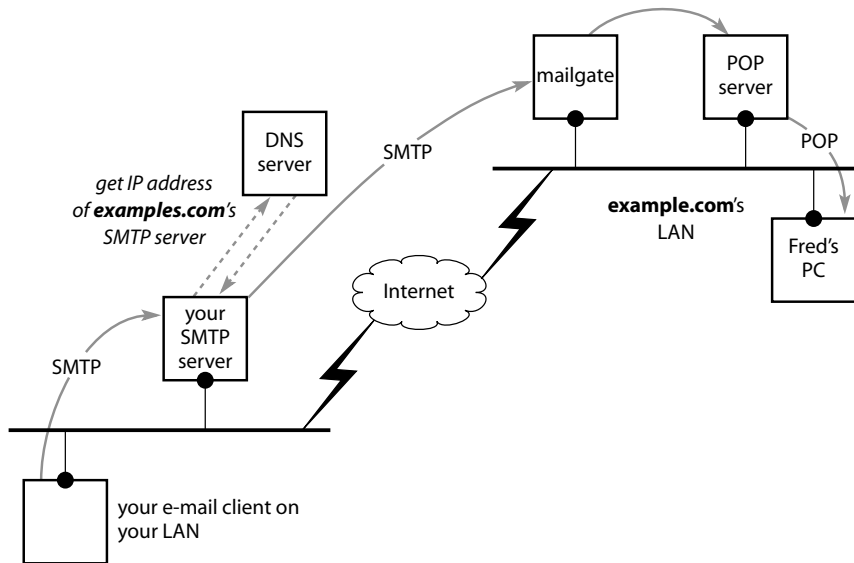 mailgate
POP
server
DNS
server
SMTP
POP
get IP address
of examples.com's
SMTP server
example.com's
LAN
Fred's
PC
Internet
your
SMTP
server
SMTP
your e-mail client on
your LAN